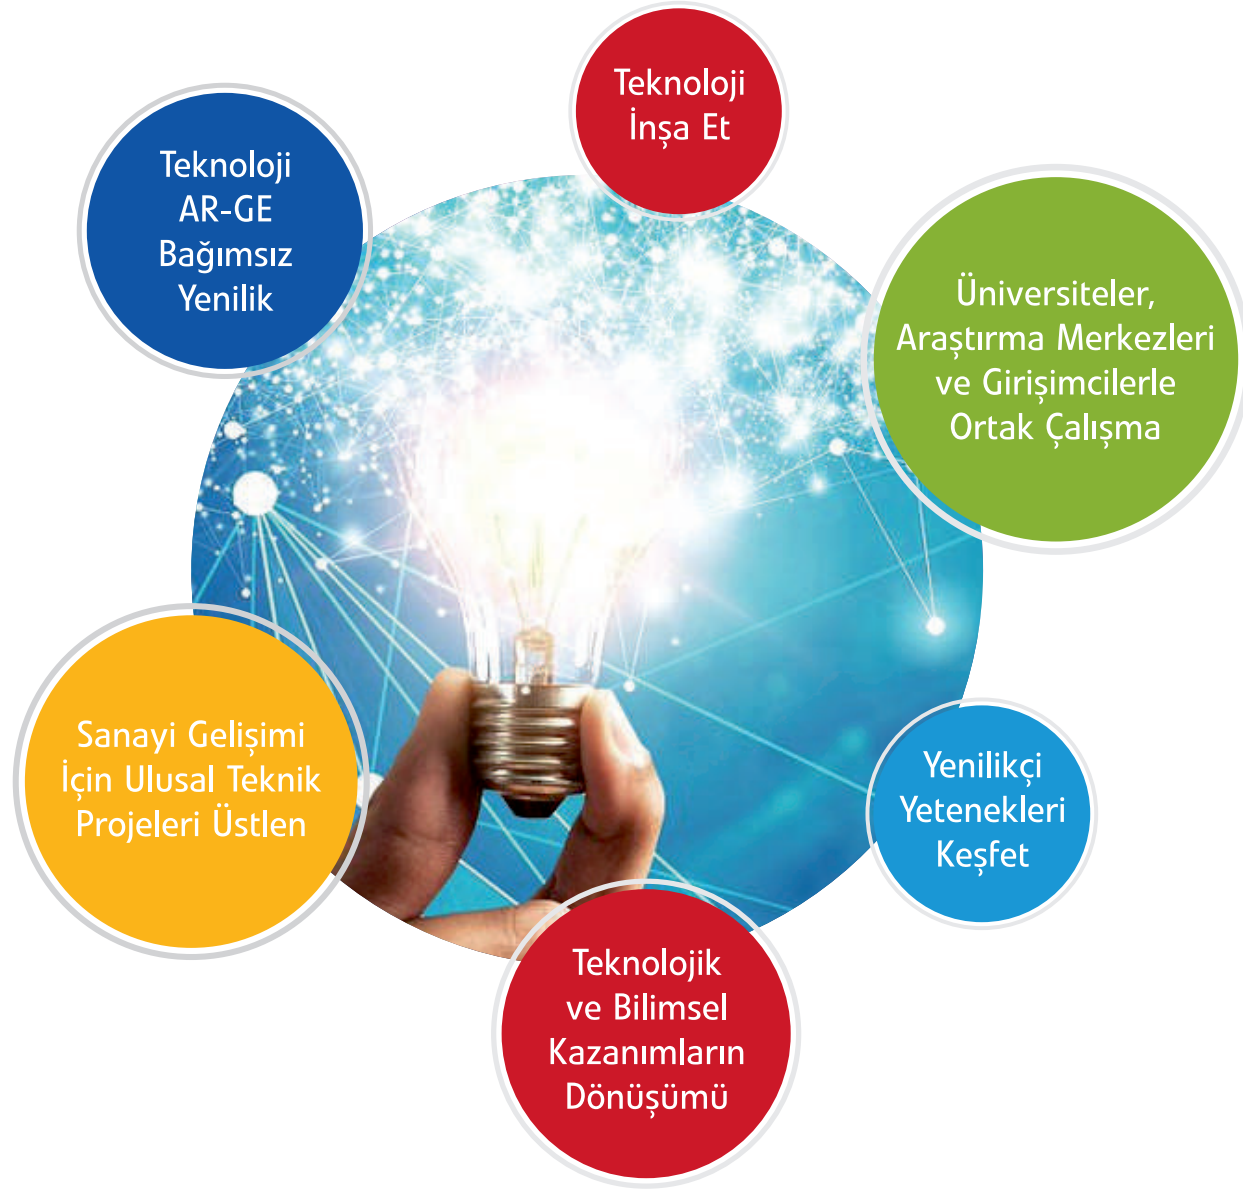 Teknoloji
İnşa Et
Teknoloji
AR-GE
Bağımsız
Yenilik
Üniversiteler,
Araştırma Merkezleri
ve Girişimcilerle
Ortak Çalışma
Sanayi Gelişimi
İçin Ulusal Teknik
Projeleri Üstlen
Yenilikçi
Yetenekleri
Keşfet
Teknolojik
ve Bilimsel
Kazanımların
Dönüşümü